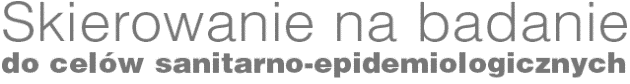 Skierowanie na badanie
do celów sanitarno-epidemiologicznych